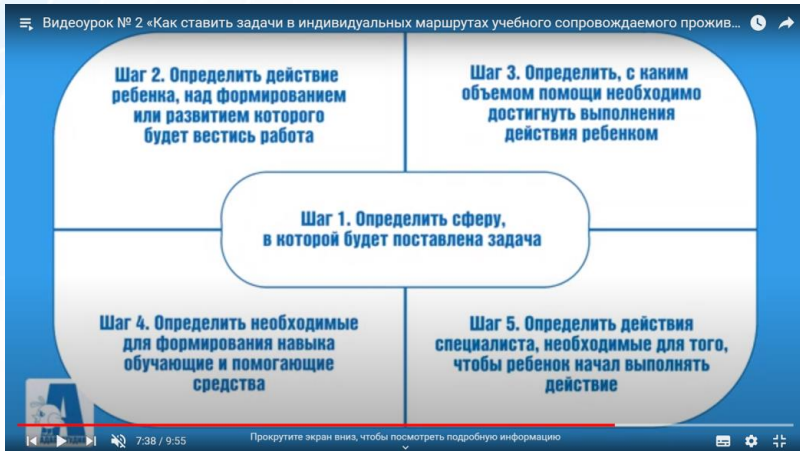 Видеоурок № 2 «Как ставить задачи в индивидуальных маршрутах учебного сопровождаемого прожив...
Шаг 2. Определить действие
ребенка, над формированием
или развитием которого
будет вестись работа
Шаг 3. Определить, с каким
объемом помощи необходимо
достигнуть выполнения
действия ребенком
Шаг 1. Определить сферу,
в которой будет поставлена задача
Шаг 4. Определить необходимые
для формирования навыка
обучающие и помогающие
средства
Шаг 5. Определить действия
специалиста, необходимые для того,
чтобы ребенок начал выполнять
действие
7:38 / 9:55
Прокрутите экран вниз, чтобы посмотреть подробную информацию